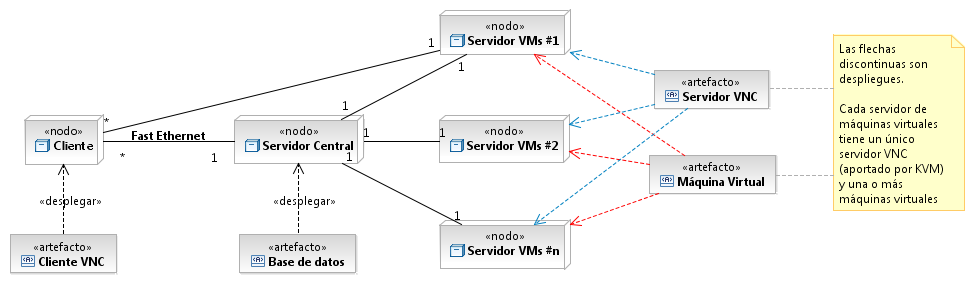 «nodo»
Servidor VMs #1
1
1
Las flechas
discontinuas son
despliegues.
Cada servidor de
máquinas virtuales
tiene un único
servidor VNC
(aportado por KVM)
y una o más
máquinas virtuales
«artefacto»
Servidor VNC
1
*
«nodo»
Cliente
Fast Ethernet
*
1
«nodo»
Servidor Central
1
1
«nodo»
Servidor VMs #2
1
«artefacto»
Máquina Virtual
«desplegar»
«desplegar»
1
«nodo»
Servidor VMs #n
«artefacto»
Cliente VNC
«artefacto»
Base de datos